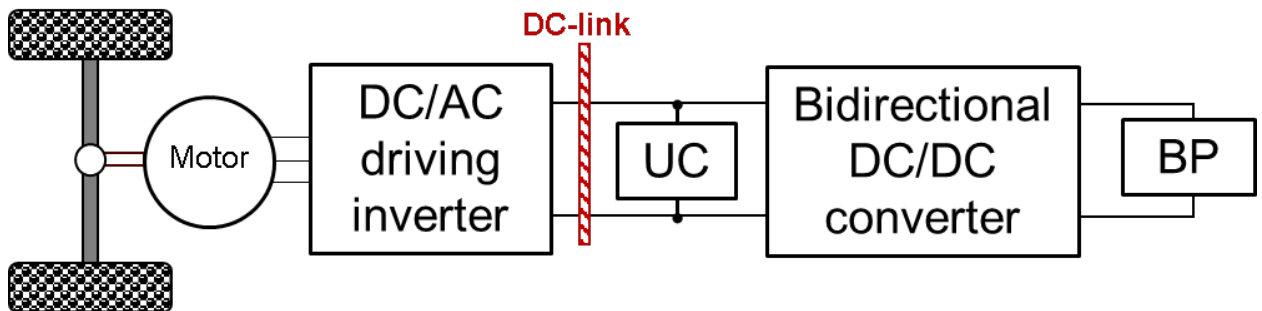 DC-link
Motor
DC/AC
driving
inverter
UC
Bidirectional
DC/DC
converter
BP